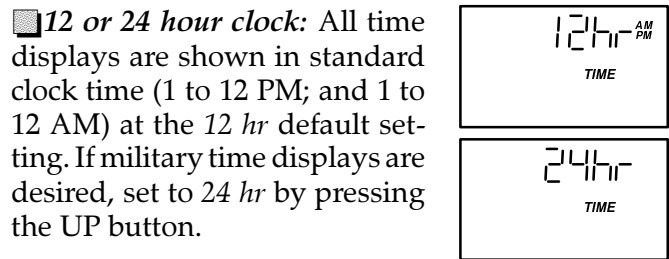 12 or 24 hour clock: All time
displays are shown in standard
clock time (1 to 12 PM; and 1 to
12 AM) at the 12 hr default set-
ting. If military time displays are
desired, set to 24 hr by pressing
the UP button.
12hr AM
PM
TIME
24hr
TIME